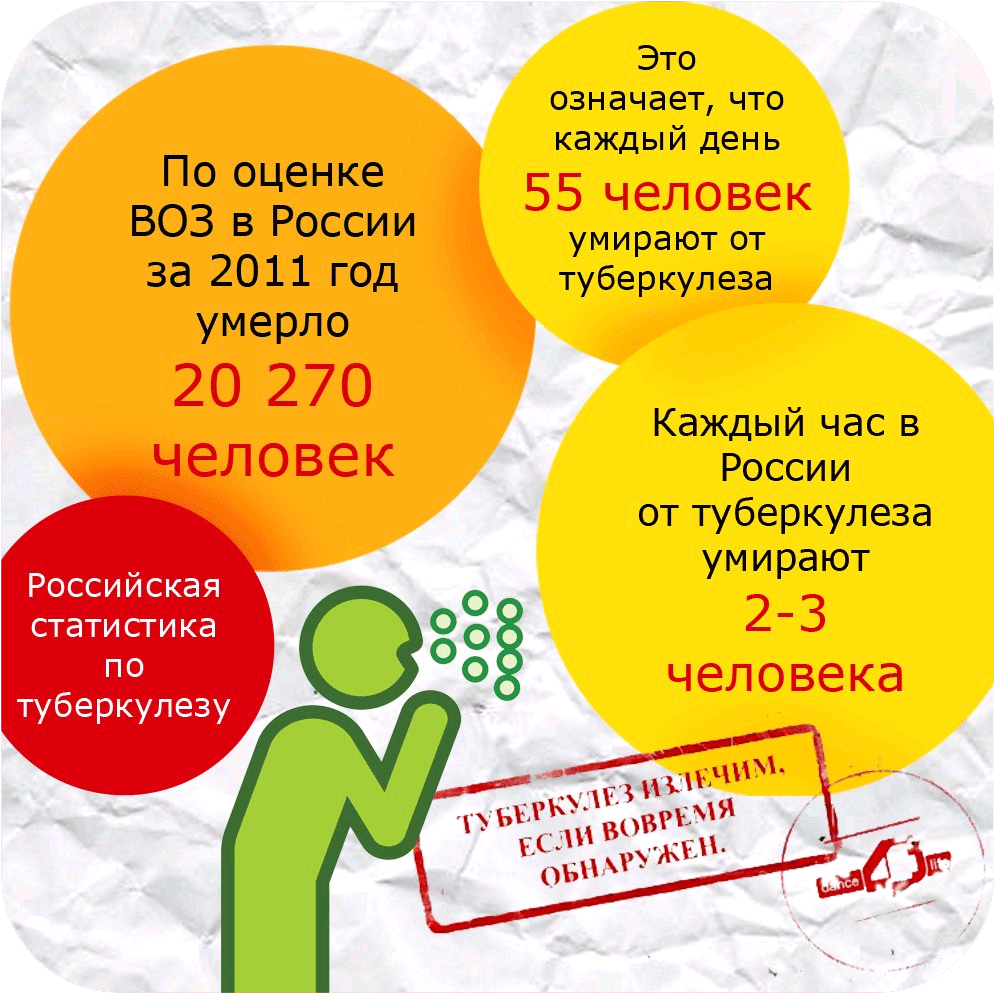 По оценке
ВОЗ в России
за 2011 год
умерло
20 270
человек
Это
означает, что
каждый день
55 человек
умирают от
туберкулеза
Каждый час в
России
от туберкулеза
умирают
2-3
человека
Российская
статистика
по
туберкулезу
ТУБЕРКУЛЕЗ ИЗЛЕЧИМ,
ЕСЛИ ВОВРЕМЯ
ОБНАРУЖЕН.
dance 4 life